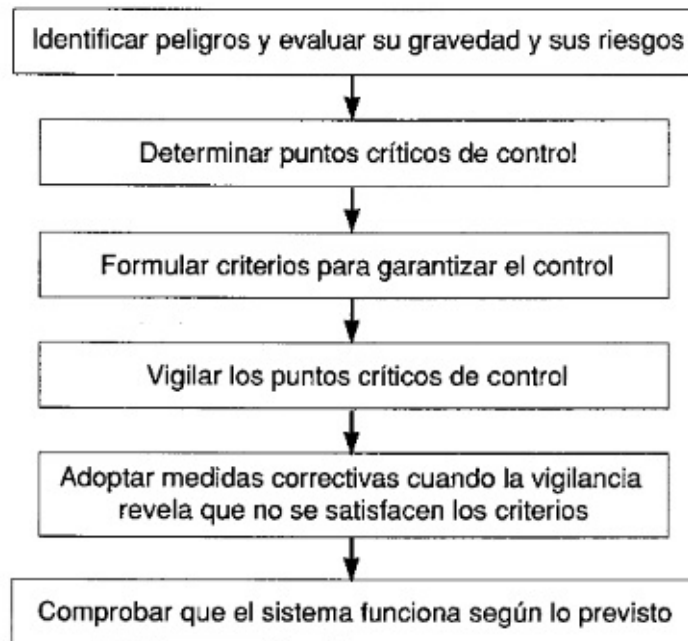 Identificar peligros y evaluar su gravedad y sus riesgos
Determinar puntos críticos de control
Formular criterios para garantizar el control
Vigilar los puntos críticos de control
Adoptar medidas correctivas cuando la vigilancia
revela que no se satisfacen los criterios
Comprobar que el sistema funciona según lo previsto